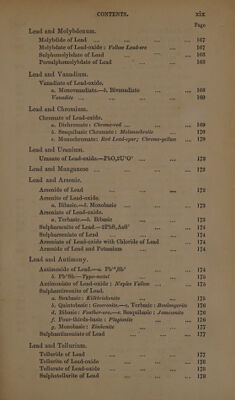 CONTENTS. xix
Page
Lead and Molybdenum.
Molybdide of Lead ... ... ... ... 167
Molybdate of Lead-oxide : Yellow Lead-ore ... ... 167
Sulphomolybdate of Lead ... ... ... 168
Persulphomolybdate of Lead ... ... ... 168
Lead and Vanadium.
Vanadiate of Lead-oxide.
a. Monovanadiate.—b. Bivanadiate ... ... 168
Vanadite ... ... ... ... 169
Lead and Chromium.
Chromate of Lead-oxide.
a. Dichromate : Chrome-red ... ... ... 169
b. Sesquibasic Chromate : Melanochroite ... ... 170
c. Monochromate: Red Lead-spar; Chrome-yellow ... 170
Lead and Uranium.
Uranate of Lead-oxide.—PbO,2U²O³ ... ... 172
Lead and Manganese ... ... ... ... 172
Lead and Arsenic.
Arsenide of Lead ... ... ... ... 172
Arsenite of Lead-oxide.
a. Bibasic.—b. Monobasic ... ... ... 173
Arseniate of Lead-oxide.
a. Terbasic.—b. Bibasic ... ... ... 173
Sulpharsenite of Lead.—2PbS,AsS³ ... ... 174
Sulpharseniate of Lead ... ... ... 174
Arseniate of Lead-oxide with Chloride of Lead ... 174
Arsenide of Lead and Potassium ... ... 174
Lead and Antimony.
Antimonide of Lead.—a. Pb¹⁸Sb⁵ ... ... 174
b. Pb⁴Sb.—Type-metal ... ... ... 175
Antimoniate of Lead-oxide : Naples Yellow ... ... 175
Sulphantimonite of Lead.
a. Sexbasic : Kilbrickenite ... ... ... 175
b. Quintobasic : Geocronite.—c. Terbasic : Boulangerite 176
d. Bibasic : Feather-ore.—e. Sesquibasic : Jamesonite 176
f. Four-thirds-basic : Plagionite ... ... 176
g. Monobasic : Zinkenite ... ... ... 177
Sulphantimoniate of Lead ... ... ... 177
Lead and Tellurium.
Telluride of Lead ... ... ... ... 177
Tellurite of Lead-oxide ... ... ... 178
Tellurate of Lead-oxide ... ... ... 178
Sulphotellurite of Lead ... ... ... 178